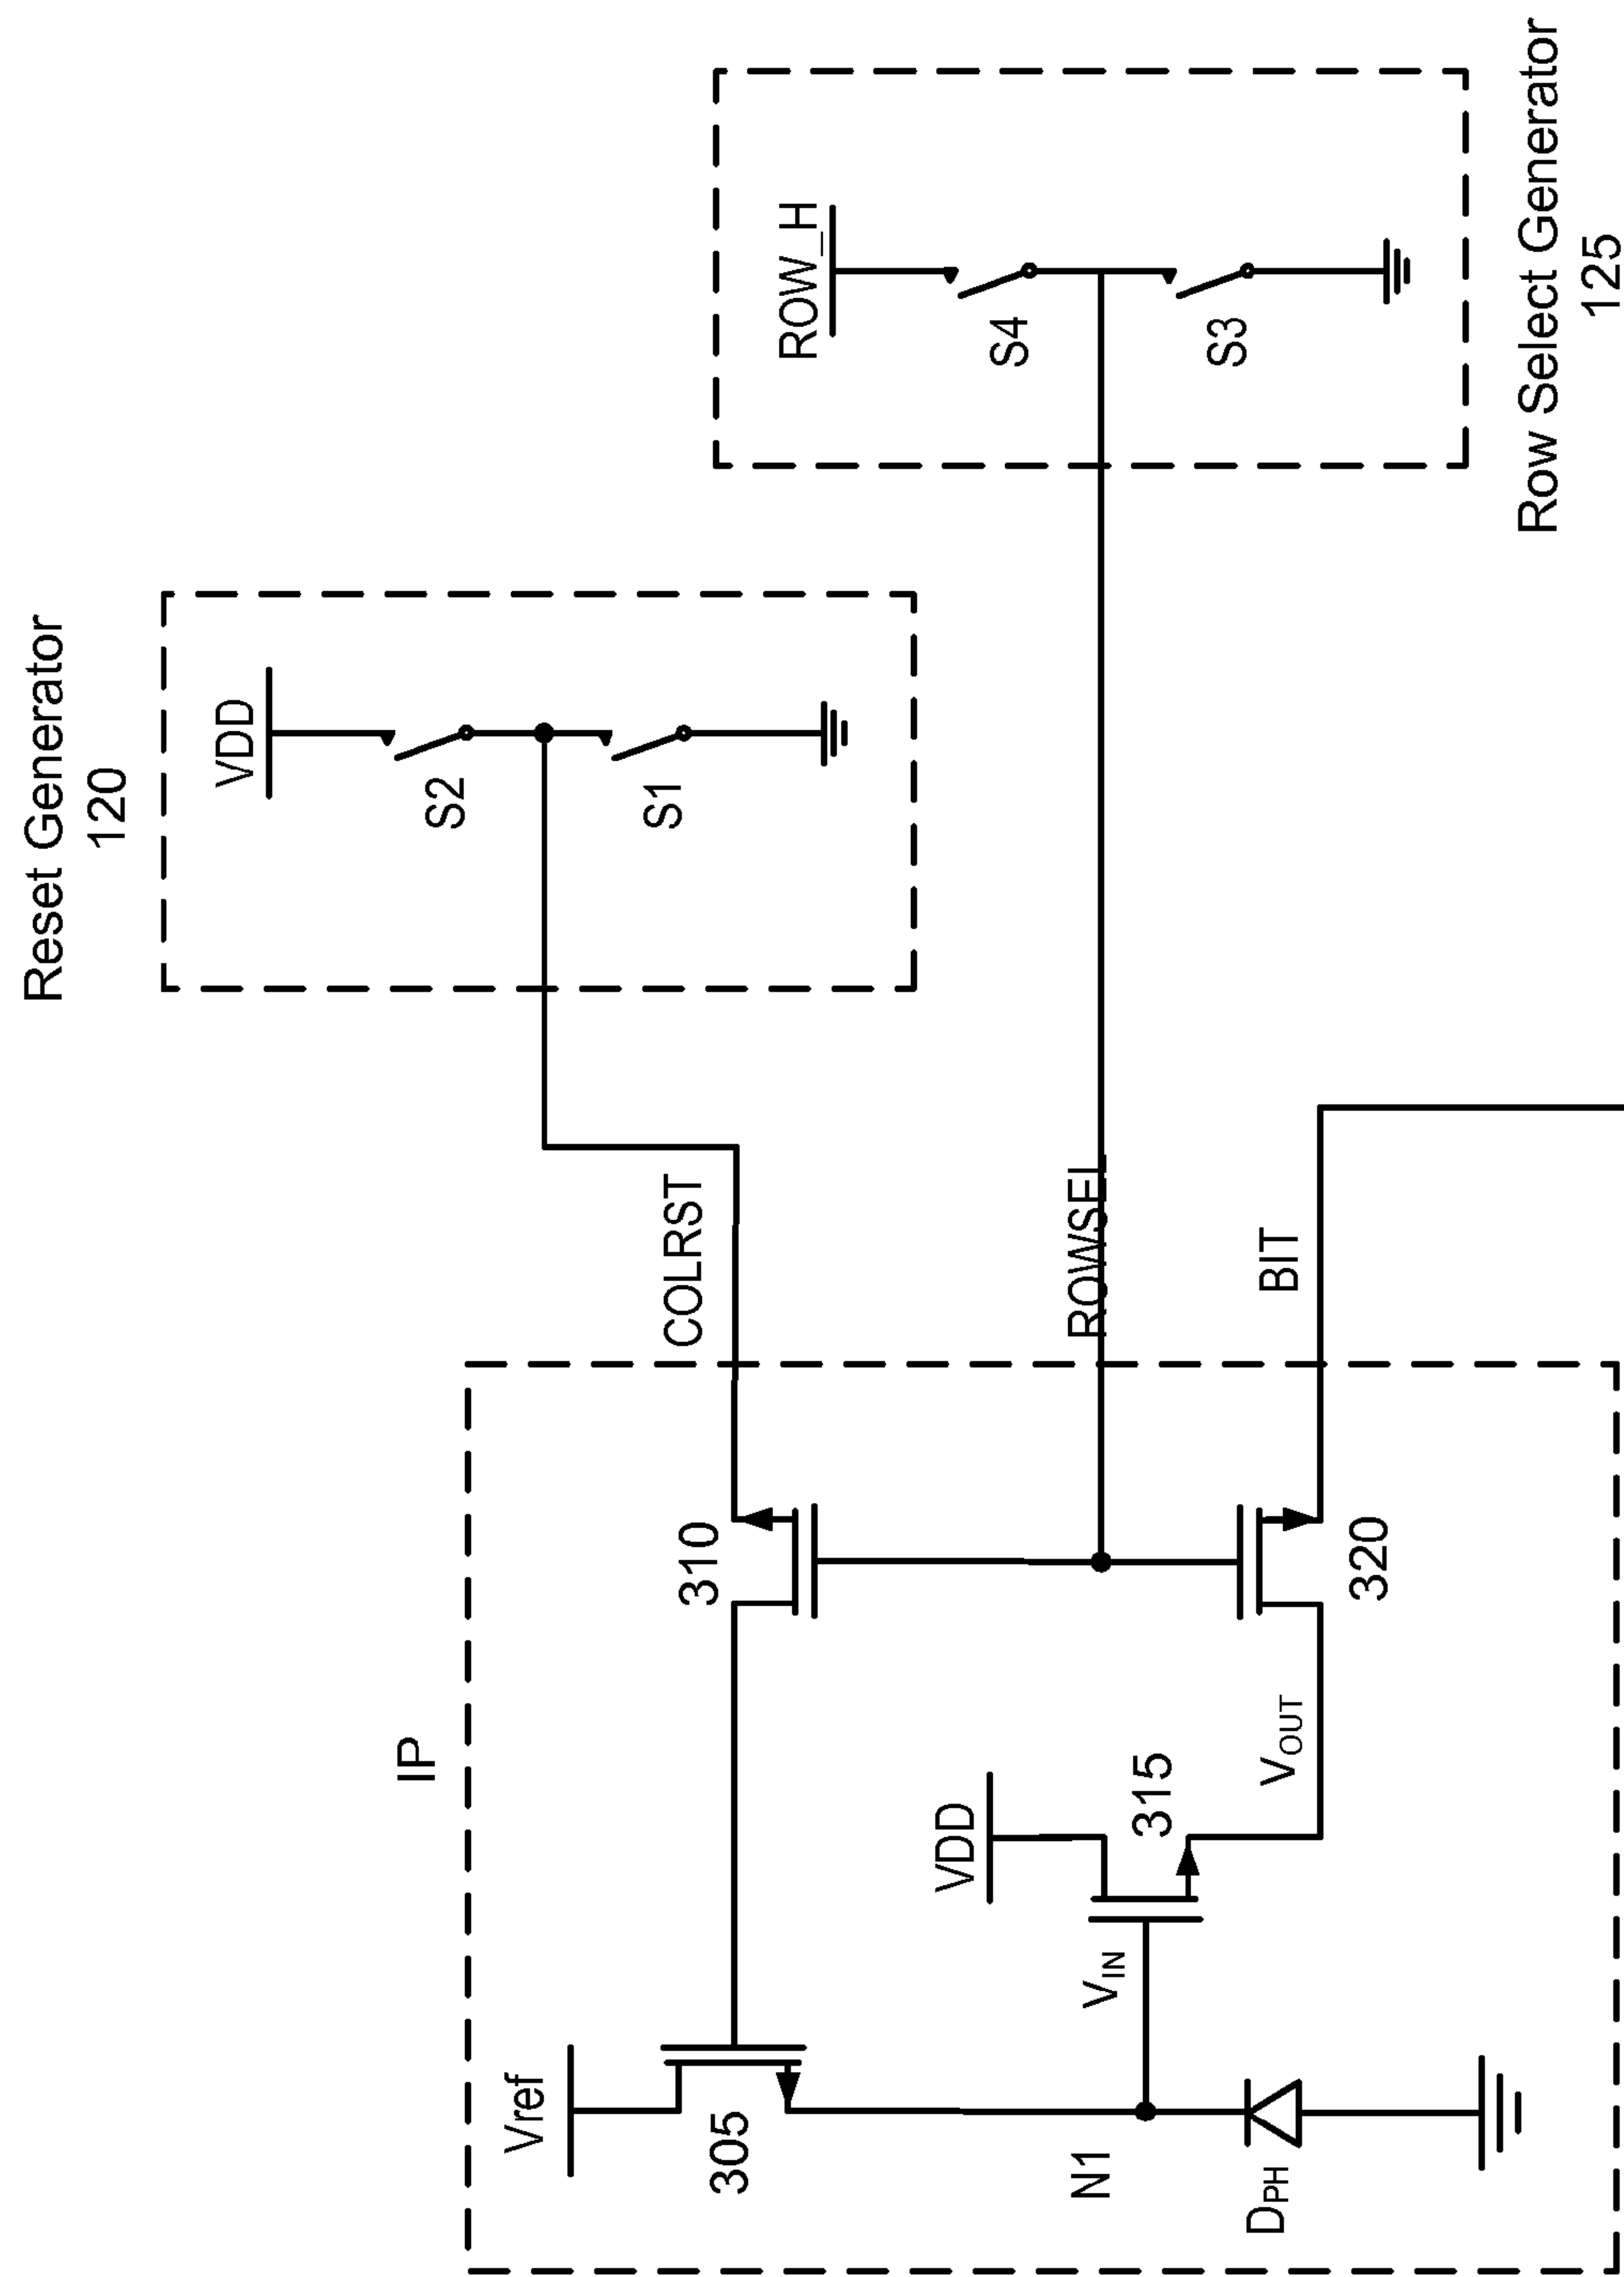 Reset Generator
120
VDD
S2
S1
ROW_H
S4
S3
Row Select Generator
125
COLRST
ROWSEL
BIT
IP
310
320
Vref
305
VDD
315
VIN
VOUT
N1
DPH